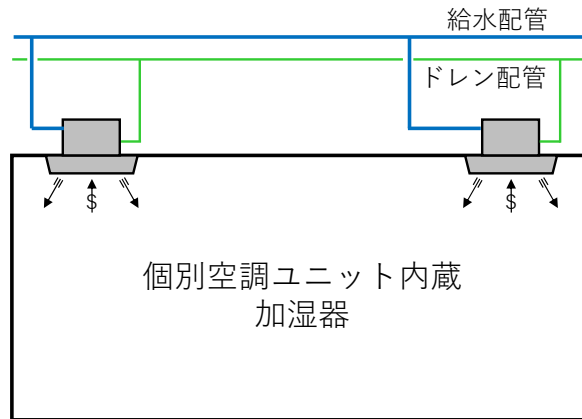 給水配管
ドレン配管
$
$
個別空調ユニット内蔵
加湿器